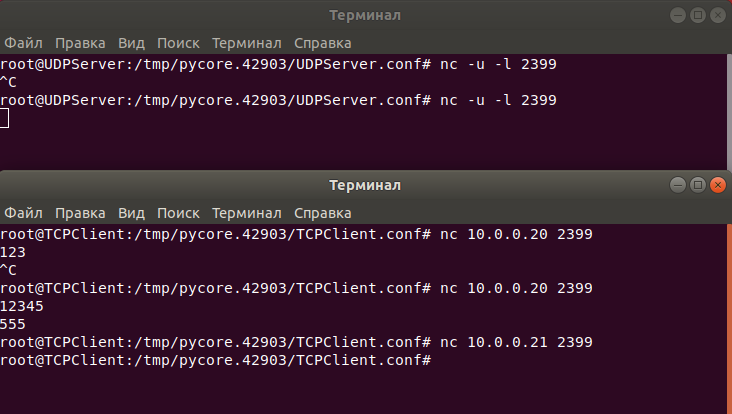 Терминал
Файл Правка Вид Поиск Терминал Справка
root@UDPServer:/tmp/pycore.42903/UDPServer.conf# nc -u -l 2399
^C
root@UDPServer:/tmp/pycore.42903/UDPServer.conf# nc -u -l 2399
Терминал
Файл Правка Вид Поиск Терминал Справка
root@TCPClient:/tmp/pycore.42903/TCPClient.conf# nc 10.0.0.20 2399
123
^C
root@TCPClient:/tmp/pycore.42903/TCPClient.conf# nc 10.0.0.20 2399
12345
555
root@TCPClient:/tmp/pycore.42903/TCPClient.conf# nc 10.0.0.21 2399
root@TCPClient:/tmp/pycore.42903/TCPClient.conf#